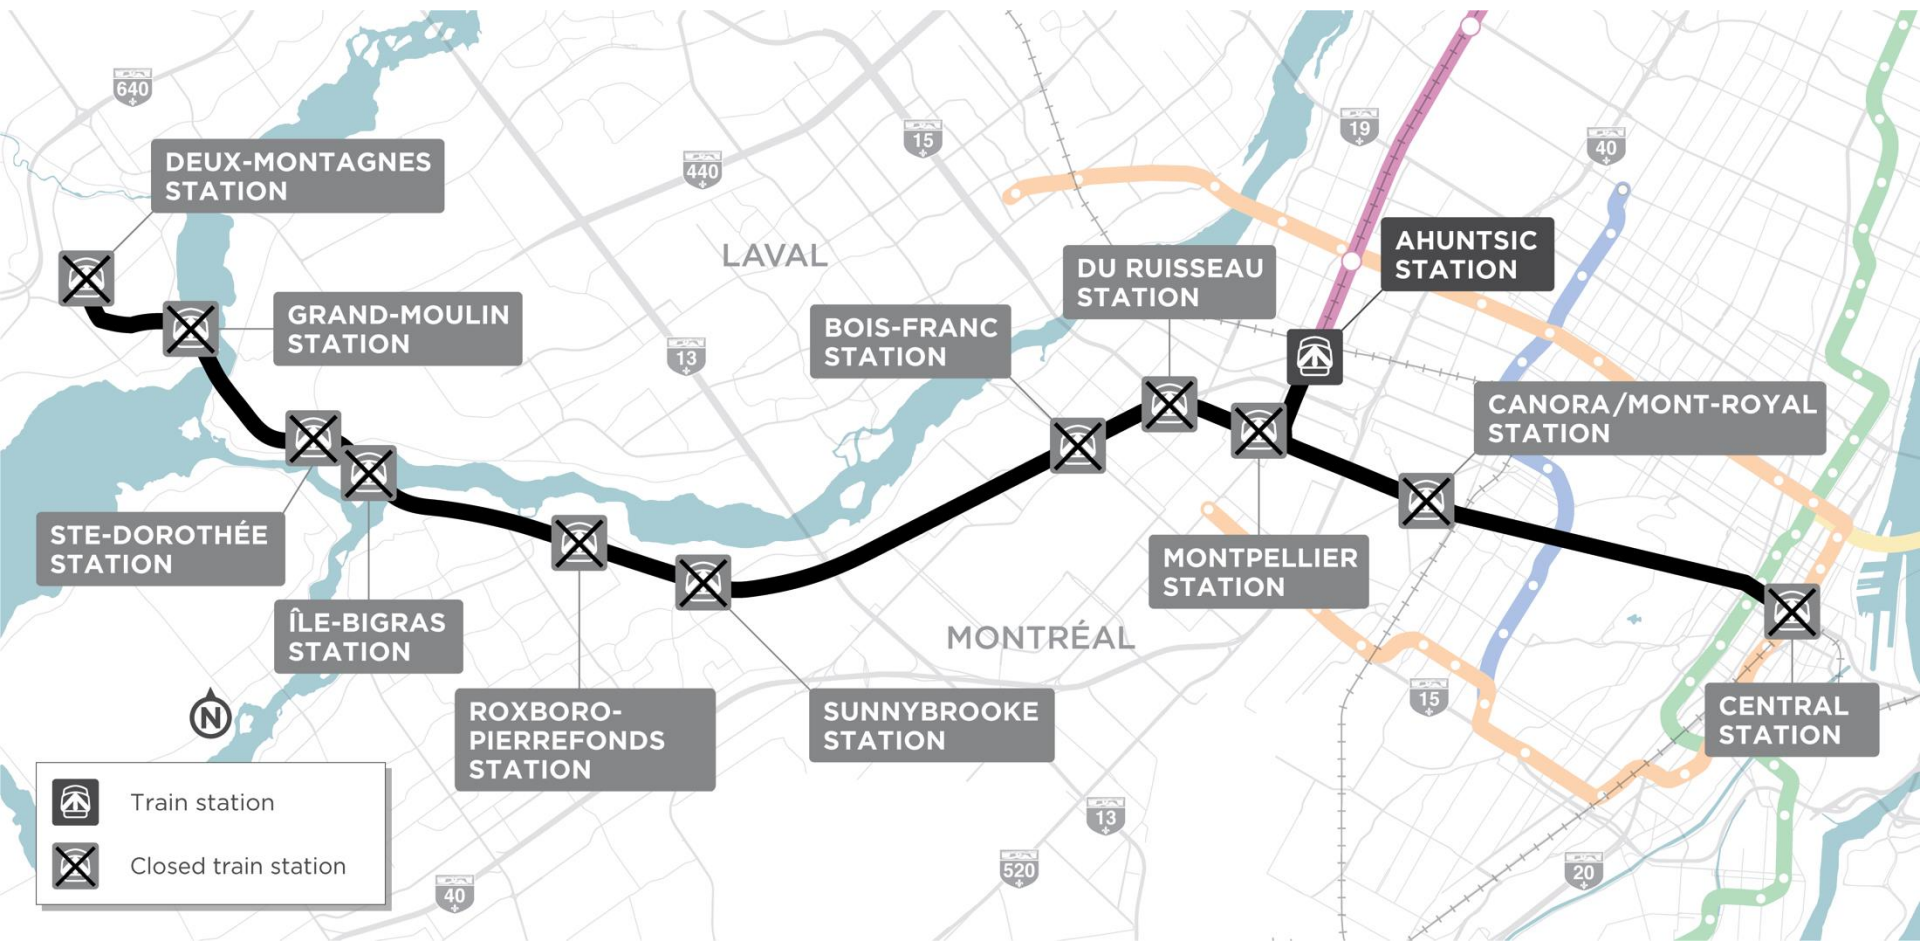 640
15
19
40
DEUX-MONTAGNES
STATION
440
AHUNTSIC
STATION
LAVAL
DU RUISSEAU
STATION
GRAND-MOULIN
STATION
BOIS-FRANC
STATION
13
CANORA/MONT-ROYAL
STATION
STE-DOROTHÉE
STATION
MONTPELLIER
STATION
ÎLE-BIGRAS
STATION
MONTRÉAL
N
ROXBORO-
PIERREFONDS
STATION
SUNNYBROOKE
STATION
15
CENTRAL
STATION
Train station
Closed train station
13
520
20
40